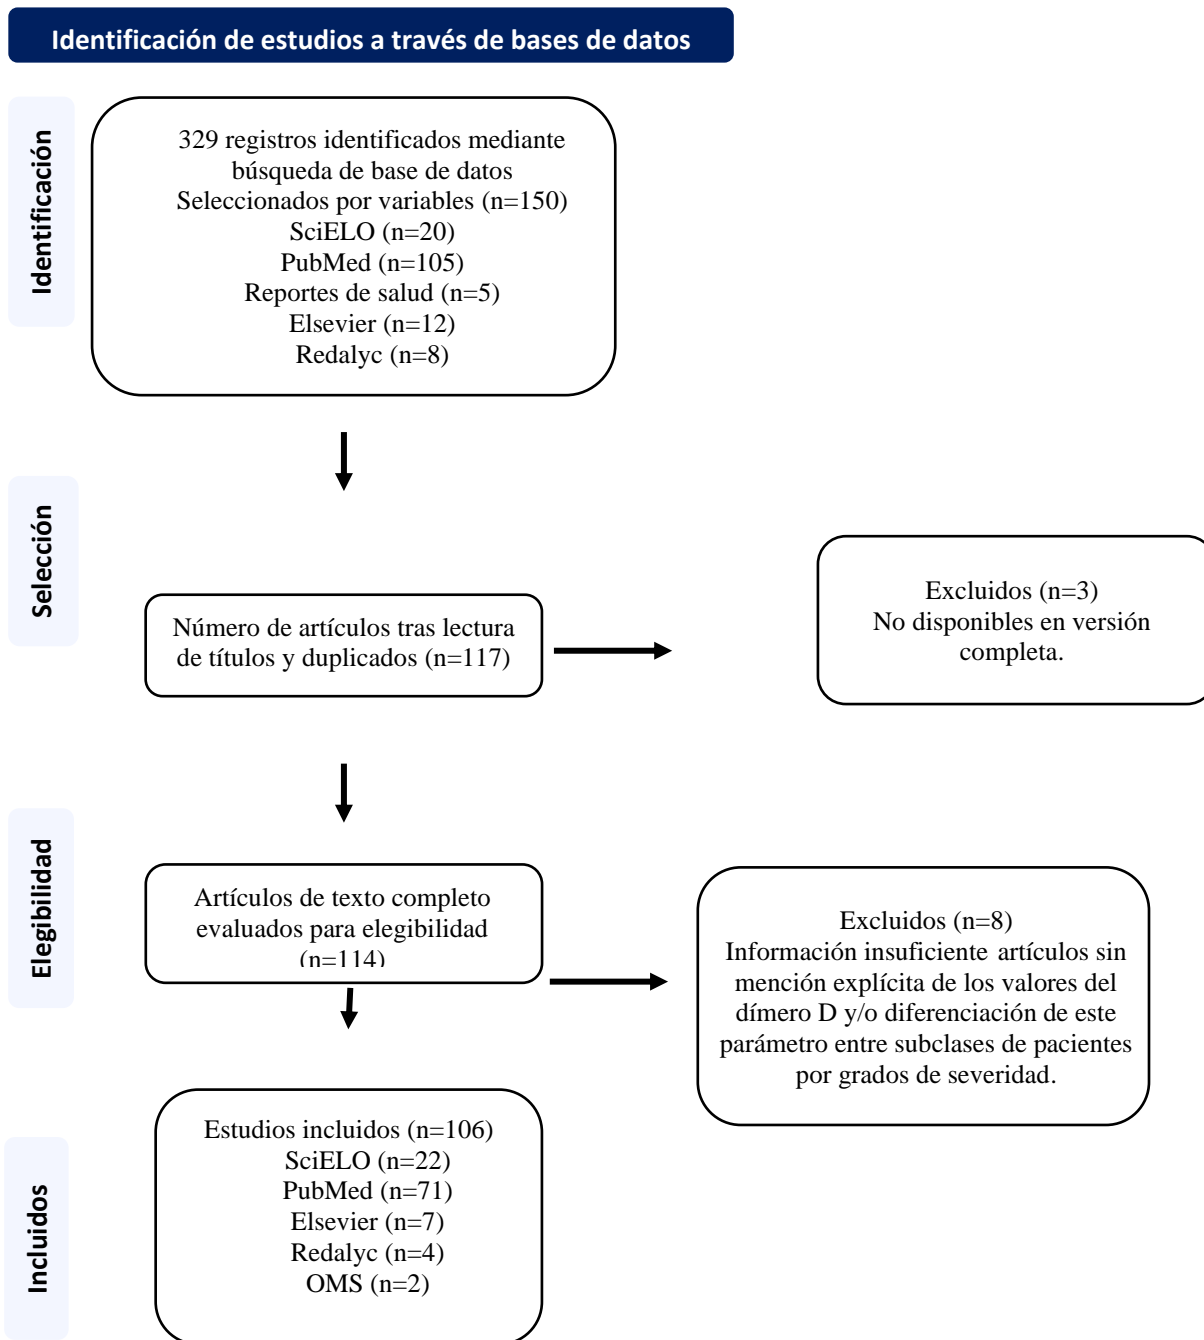 Identificación de estudios a través de bases de datos
Identificación
329 registros identificados mediante
búsqueda de base de datos
Seleccionados por variables (n=150)
SciELO (n=20)
PubMed (n=105)
Reportes de salud (n=5)
Elsevier (n=12)
Redalyc (n=8)
Selección
Número de artículos tras lectura
de títulos y duplicados (n=117)
Excluidos (n=3)
No disponibles en versión
completa.
Elegibilidad
Artículos de texto completo
evaluados para elegibilidad
(n=114)
Excluidos (n=8)
Información insuficiente artículos sin
mención explícita de los valores del
dímero D y/o diferenciación de este
parámetro entre subclases de pacientes
por grados de severidad.
Incluidos
Estudios incluidos (n=106)
SciELO (n=22)
PubMed (n=71)
Elsevier (n=7)
Redalyc (n=4)
OMS (n=2)